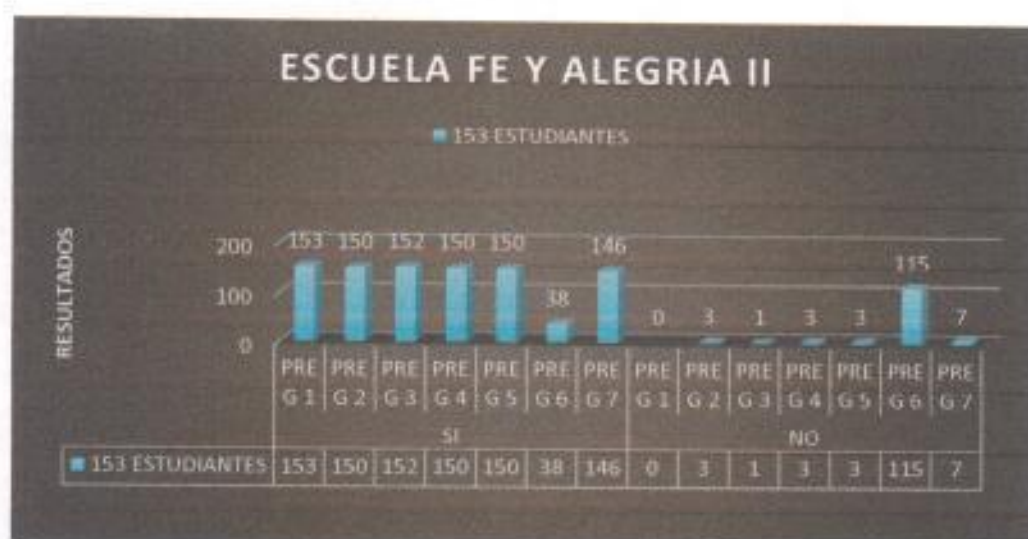 ESCUELA FE Y ALEGRIA II
153 ESTUDIANTES
RESULTADOS
200
100
0
153 150 152 150 150 38 146 0 3 1 3 3 115 7
PRE PRE PRE PRE PRE PRE PRE PRE PRE PRE PRE PRE PRE PRE
G 1 G 2 G 3 G 4 G 5 G 6 G 7 G 1 G 2 G 3 G 4 G 5 G 6 G 7
SI NO
153 ESTUDIANTES 153 150 152 150 150 38 146 0 3 1 3 3 115 7